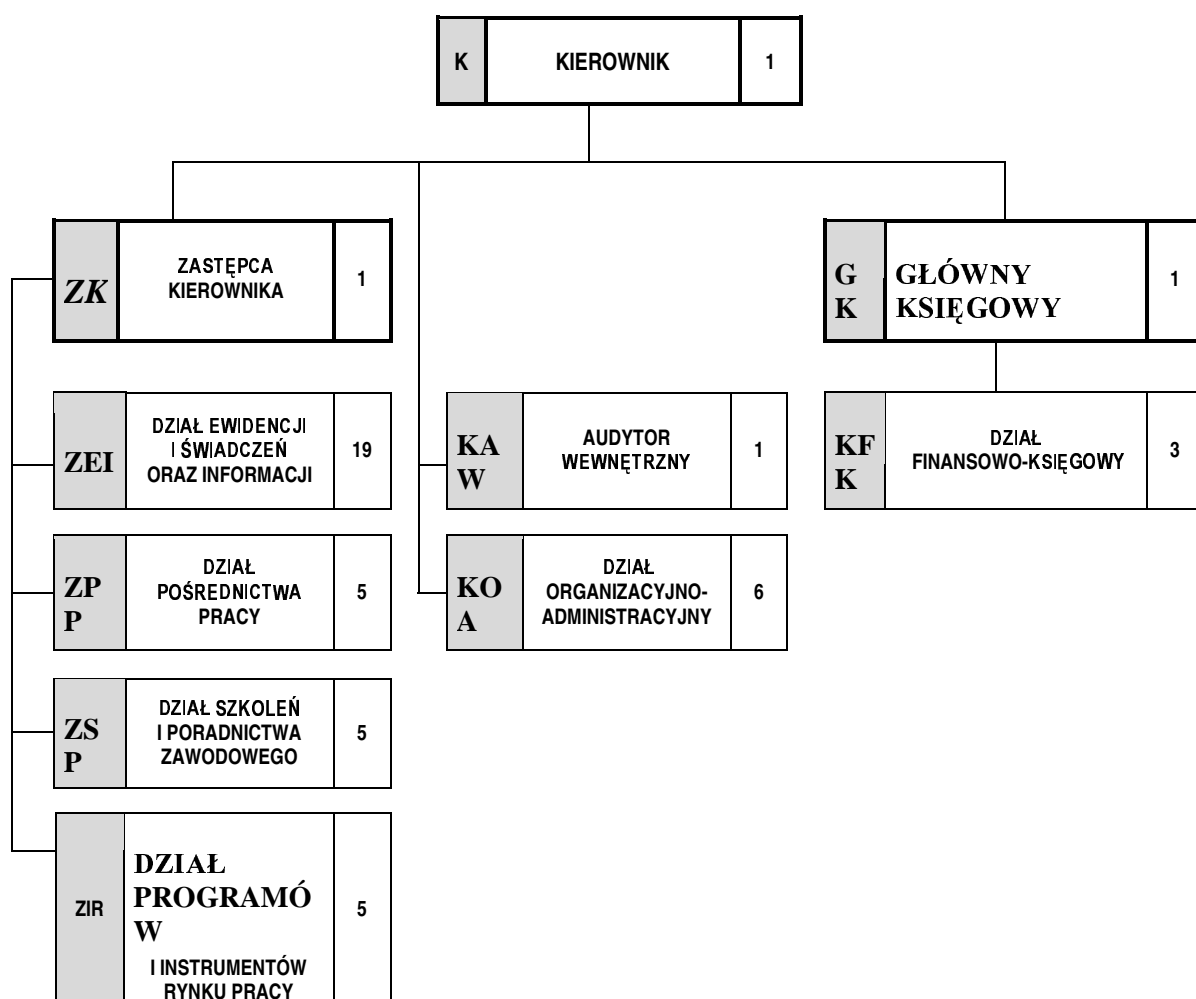 K
KIEROWNIK
1
ZK
ZASTĘPCA
KIEROWNIKA
1
G
K
GŁÓWNY
KSIĘGOWY
1
ZEI
DZIAŁ EWIDENCJI
I ŚWIADCZEŃ
ORAZ INFORMACJI
19
KA
W
AUDYTOR
WEWNĘTRZNY
1
KF
K
DZIAŁ
FINANSOWO-KSIĘGOWY
3
ZP
P
DZIAŁ
POŚREDNICTWA
PRACY
5
KO
A
DZIAŁ
ORGANIZACYJNO-
ADMINISTRACYJNY
6
ZS
P
DZIAŁ SZKOLEŃ
I PORADNICTWA
ZAWODOWEGO
5
ZIR
DZIAŁ
PROGRAMÓ
W
I INSTRUMENTÓW
RYNKU PRACY
5